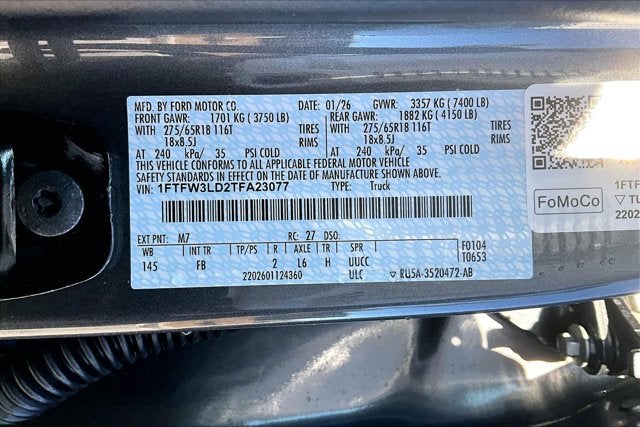 MFD. BY FORD MOTOR CO. DATE: 01/26 GVWR: 3357 KG (7400 LB)
FRONT GAWR: 1701 KG (3750 LB) REAR GAWR: 1882 KG (4150 LB)
WITH 275/65R18 116T TIRES WITH 275/65R18 116T TIRES
18x8.5J RIMS 18x8.5J RIMS
AT 240 kPa/ 35 PSI COLD AT 240 kPa/ 35 PSI COLD
THIS VEHICLE CONFORMS TO ALL APPLICABLE FEDERAL MOTOR VEHICLE
SAFETY STANDARDS IN EFFECT ON THE DATE OF MANUFACTURE SHOWN ABOVE.
VIN: 1FTFW3LD2TFA23077 TYPE: Truck
EXT PNT: M7 RC: 27 DSO:
WB INT TR TP/PS R AXLE TR SPR F0104
145 FB 2 L6 H UUCC T0653
2202601124360 ULC ▽ RU5A-3520472-AB
FoMoCo
1FTF
▽ TU
2202